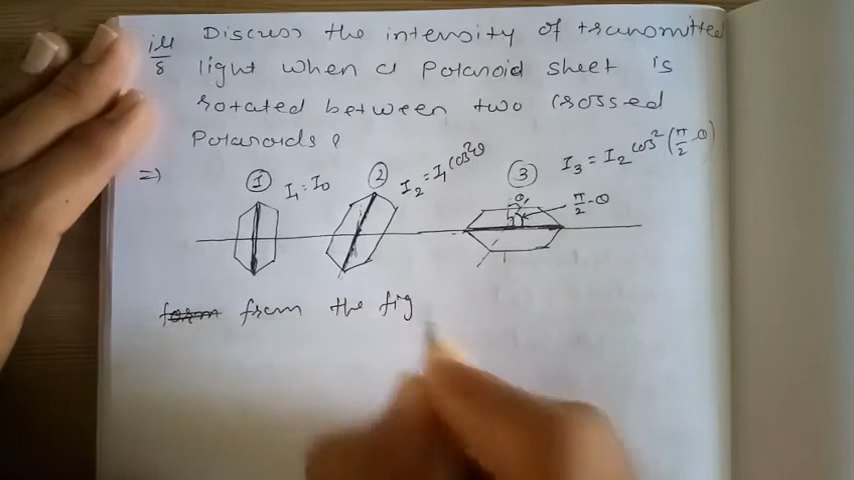 ill 8 Discuss the intensity of transmitted
light when a Polaroid sheet is
rotated between two crossed
Polaroids?
⇒ ① I₁ = I₀ ② I₂ = I₁ cos²θ ③ I₃ = I₂ cos²(π/2 - θ)
θ π/2 - θ
from the fig